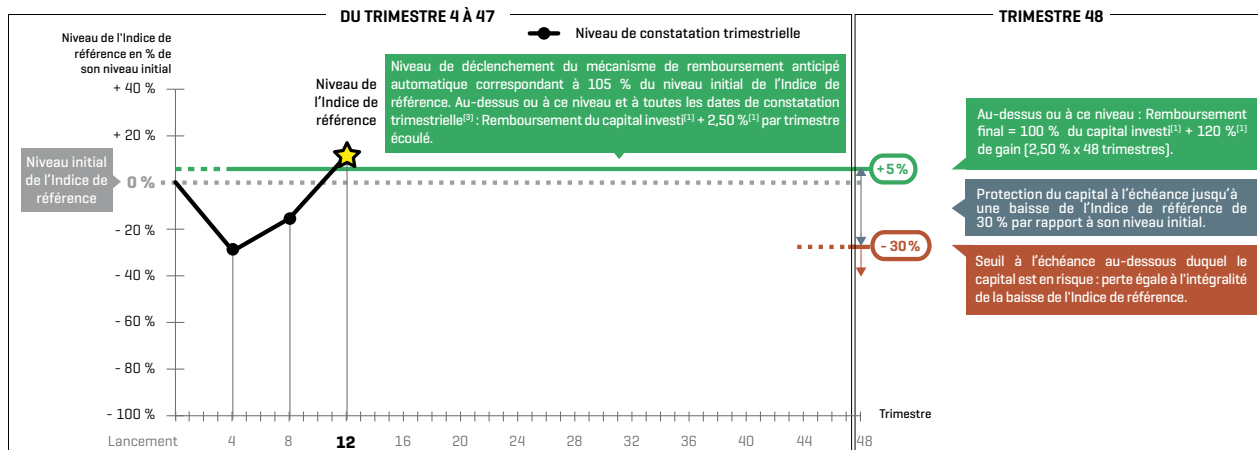 DU TRIMESTRE 4 À 47
TRIMESTRE 48
Niveau de l'Indice de
référence en % de
son niveau initial
Niveau de constatation trimestrielle
Niveau de déclenchement du mécanisme de remboursement anticipé
automatique correspondant à 105 % du niveau initial de l'Indice de
référence. Au-dessus ou à ce niveau et à toutes les dates de constatation
trimestrielle[3] : Remboursement du capital investi[1] + 2,50 %[1] par trimestre
écoulé.
Niveau de
l'Indice de
référence
+ 40 %
+ 20 %
0 %
- 20 %
- 40 %
- 60 %
- 80 %
- 100 %
Niveau initial
de l'Indice de
référence
+5 %
- 30 %
Au-dessus ou à ce niveau : Remboursement
final = 100 % du capital investi[1] + 120 %[1]
de gain (2,50 % x 48 trimestres).
Protection du capital à l'échéance jusqu'à
une baisse de l'Indice de référence de
30 % par rapport à son niveau initial.
Seuil à l'échéance au-dessous duquel le
capital est en risque : perte égale à l'intégralité
de la baisse de l'Indice de référence.
Trimestre
Lancement 4 8 12 16 20 24 28 32 36 40 44 48